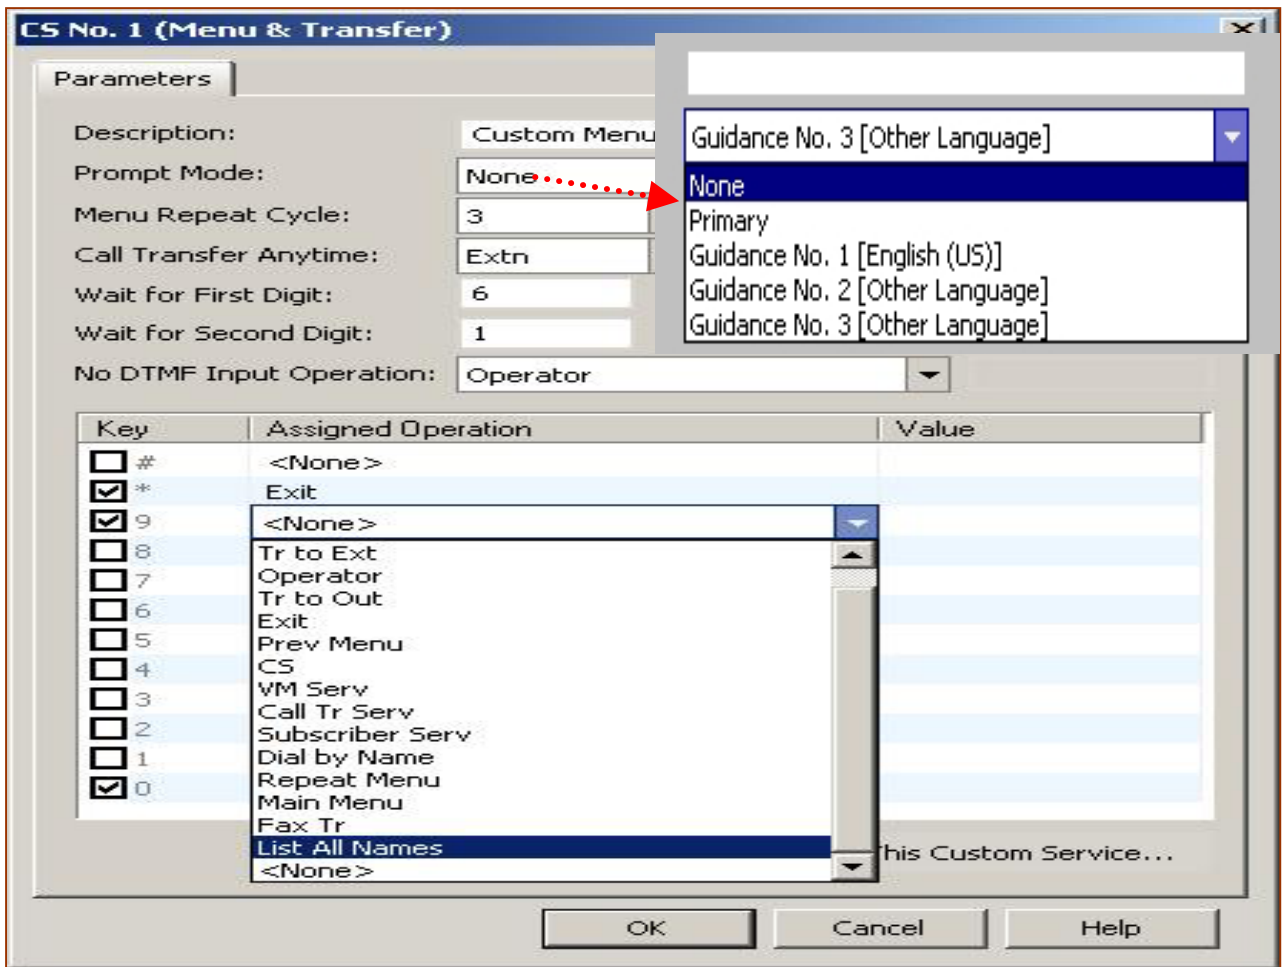 CS No. 1 (Menu & Transfer)
Parameters
Description:
Custom Menu
Prompt Mode:
None
Menu Repeat Cycle:
3
Call Transfer Anytime:
Extn
Wait for First Digit:
6
Wait for Second Digit:
1
No DTMF Input Operation:
Operator
Guidance No. 3 [Other Language]
None
Primary
Guidance No. 1 [English (US)]
Guidance No. 2 [Other Language]
Guidance No. 3 [Other Language]
Key Assigned Operation Value
# <None>
* Exit
9 <None>
8
7
6
5
4
3
2
1
0
Tr to Ext
Operator
Tr to Out
Exit
Prev Menu
CS
VM Serv
Call Tr Serv
Subscriber Serv
Dial by Name
Repeat Menu
Main Menu
Fax Tr
List All Names
<None>
his Custom Service...
OK Cancel Help